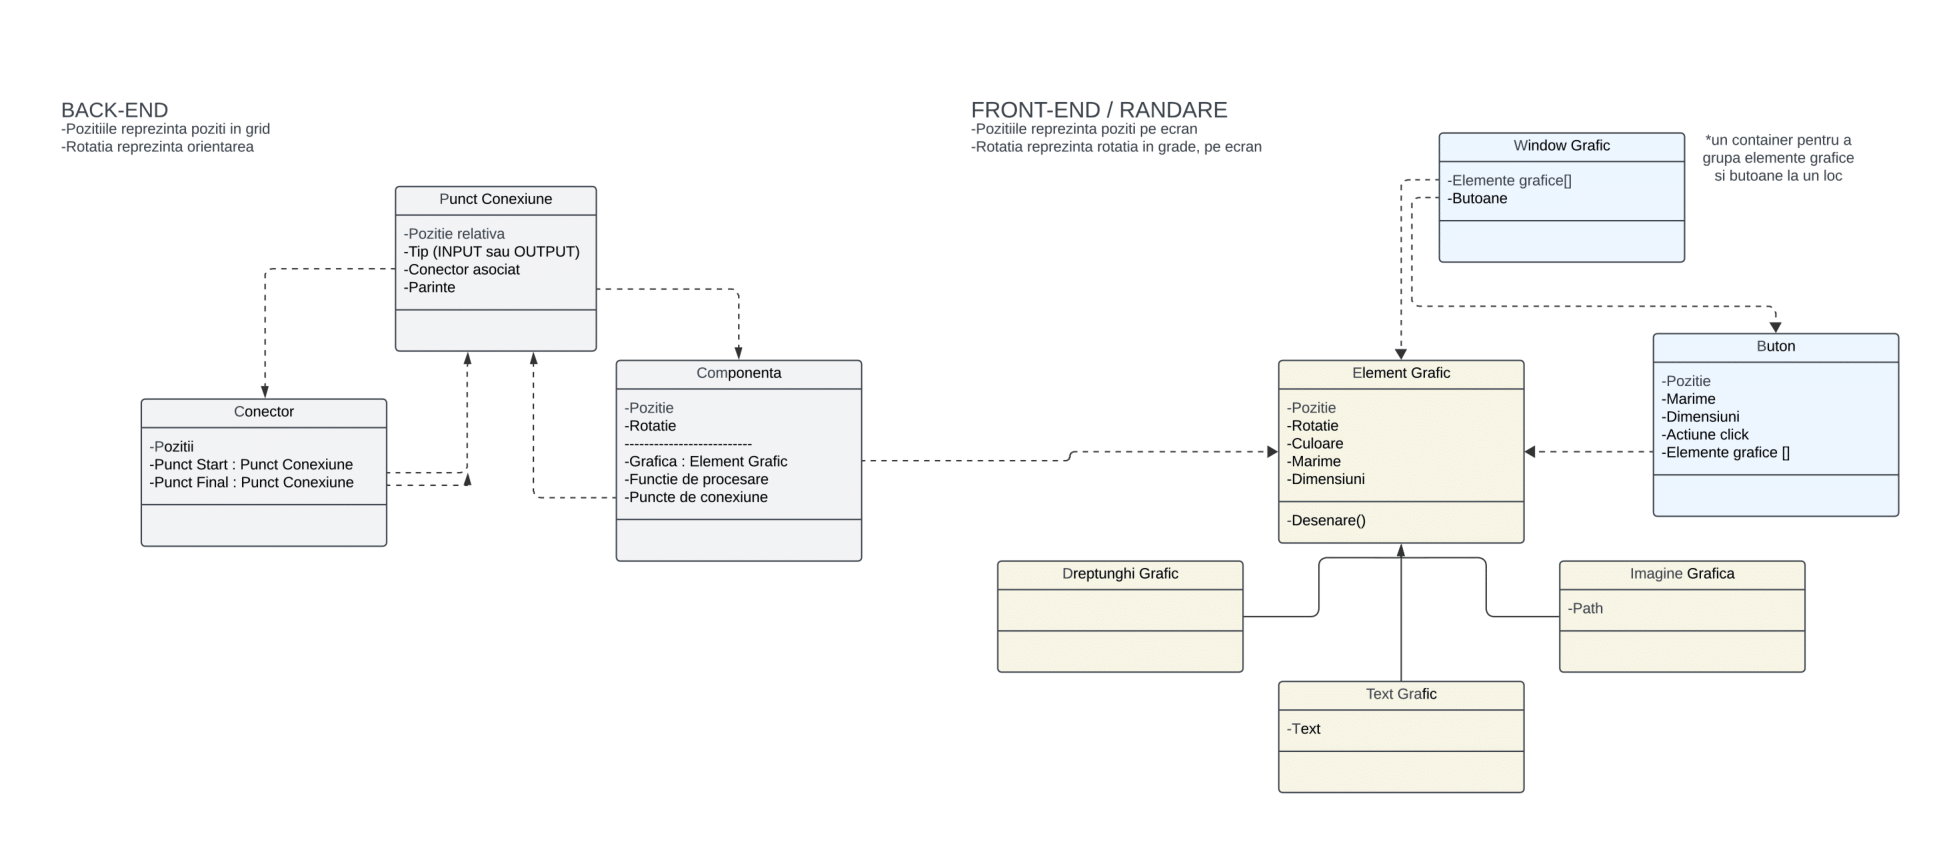 BACK-END
-Pozitiile reprezinta poziti in grid
-Rotatia reprezinta orientarea
Punct Conexiune
-Pozitie relativa
-Tip (INPUT sau OUTPUT)
-Conector asociat
-Parinte
Conector
-Pozitii
-Punct Start : Punct Conexiune
-Punct Final : Punct Conexiune
Componenta
-Pozitie
-Rotatie
--------------------------
-Grafica : Element Grafic
-Functie de procesare
-Puncte de conexiune
FRONT-END / RANDARE
-Pozitiile reprezinta poziti pe ecran
-Rotatia reprezinta rotatia in grade, pe ecran
Window Grafic
-Elemente grafice[]
-Butoane
*un container pentru a
grupa elemente grafice
si butoane la un loc
Element Grafic
-Pozitie
-Rotatie
-Culoare
-Marime
-Dimensiuni
-Desenare()
Buton
-Pozitie
-Marime
-Dimensiuni
-Actiune click
-Elemente grafice []
Dreptunghi Grafic
Imagine Grafica
-Path
Text Grafic
-Text